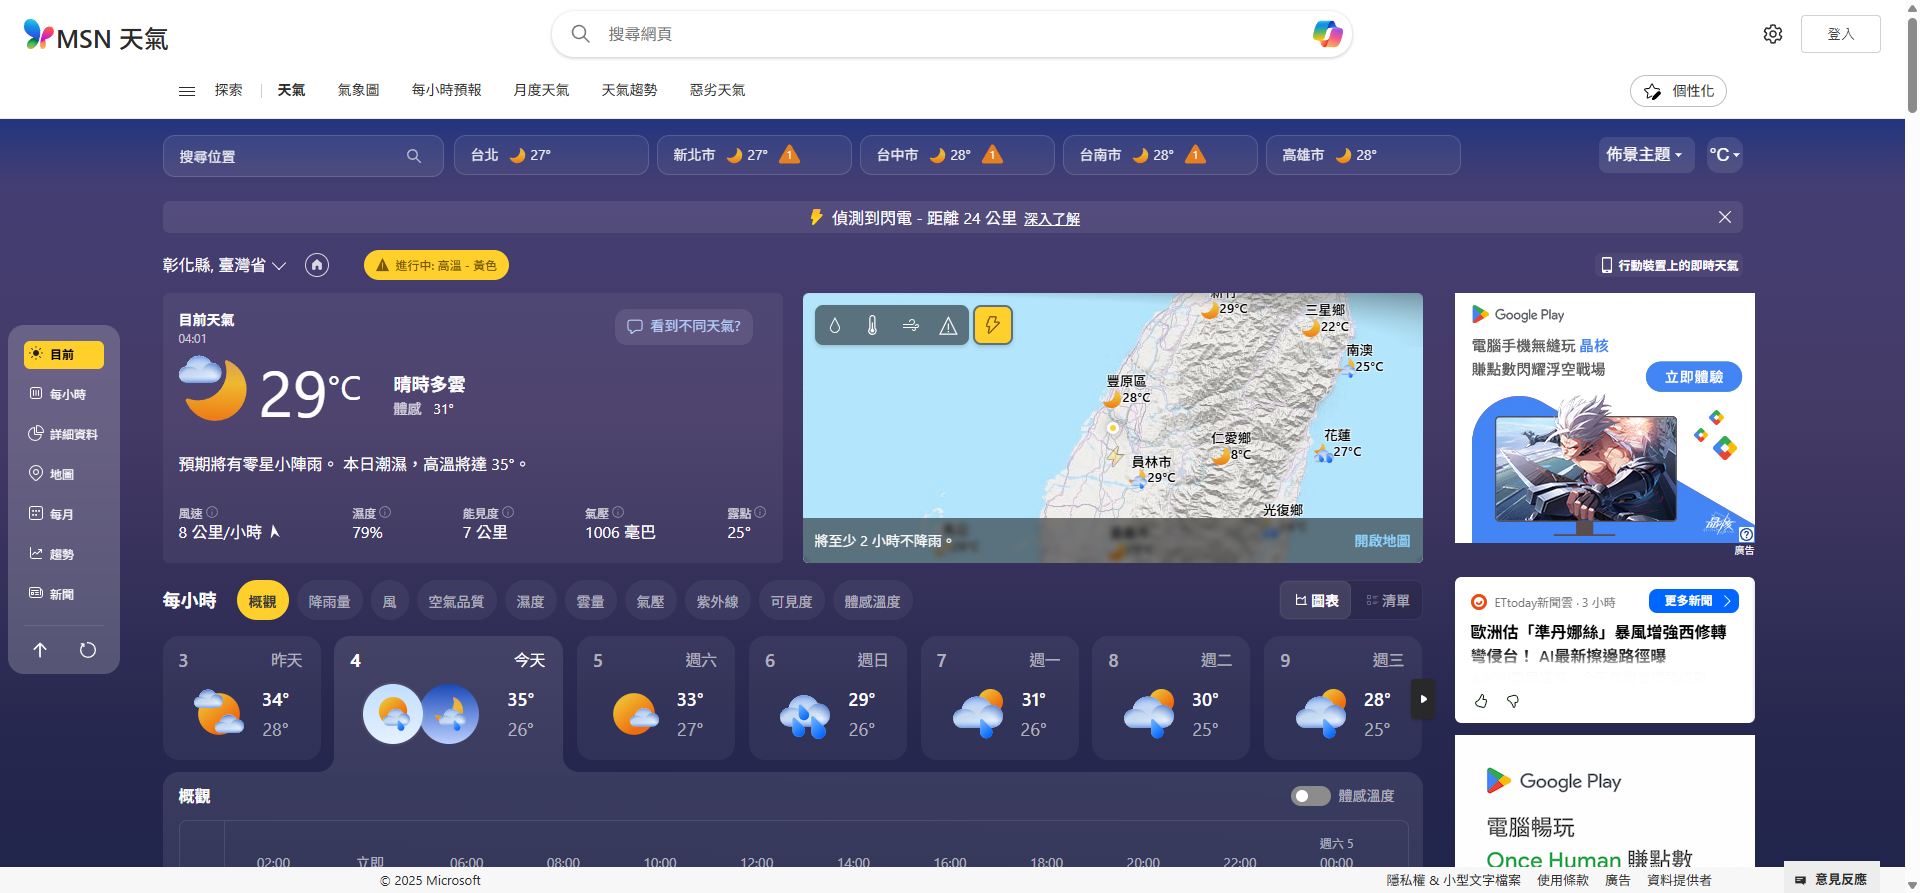 MSN 天氣
搜尋網頁
登入
探索
天氣
氣象圖
每小時預報
月度天氣
天氣趨勢
惡劣天氣
個性化
搜尋位置
台北 27°
新北市 27° 1
台中市 28° 1
台南市 28° 1
高雄市 28°
佈景主題
°C
偵測到閃電 - 距離 24 公里 深入了解
彰化縣, 臺灣省
進行中: 高溫 - 黃色
行動裝置上的即時天氣
目前
每小時
詳細資料
地圖
每月
趨勢
新聞
目前天氣
04:01
看到不同天氣?
29°C
晴時多雲
體感 31°
預期將有零星小陣雨。 本日潮濕，高溫將達 35°。
風速
8 公里/小時
濕度
79%
能見度
7 公里
氣壓
1006 毫巴
露點
25°
29°C
三星鄉
22°C
南澳
25°C
豐原區
28°C
仁愛鄉
8°C
花蓮
27°C
員林市
29°C
光復鄉
將至少 2 小時不降雨。
開啟地圖
Google Play
電腦手機無縫玩 晶核
賺點數閃耀浮空戰場
立即體驗
廣告
每小時
概觀
降雨量
風
空氣品質
濕度
雲量
氣壓
紫外線
可見度
體感溫度
圖表
清單
3 昨天
34°
28°
4 今天
35°
26°
5 週六
33°
27°
6 週日
29°
26°
7 週一
31°
26°
8 週二
30°
25°
9 週三
28°
25°
ETtoday新聞雲 · 3 小時
更多新聞
歐洲估「準丹娜絲」暴風增強西修轉
彎侵台！ AI最新擦邊路徑曝
概觀
體感溫度
週六 5
02:00
立即
06:00
08:00
10:00
12:00
14:00
16:00
18:00
20:00
22:00
00:00
Google Play
電腦暢玩
Once Human 賺點數
© 2025 Microsoft
隱私權 & 小型文字檔案
使用條款
廣告
資料提供者
意見反應